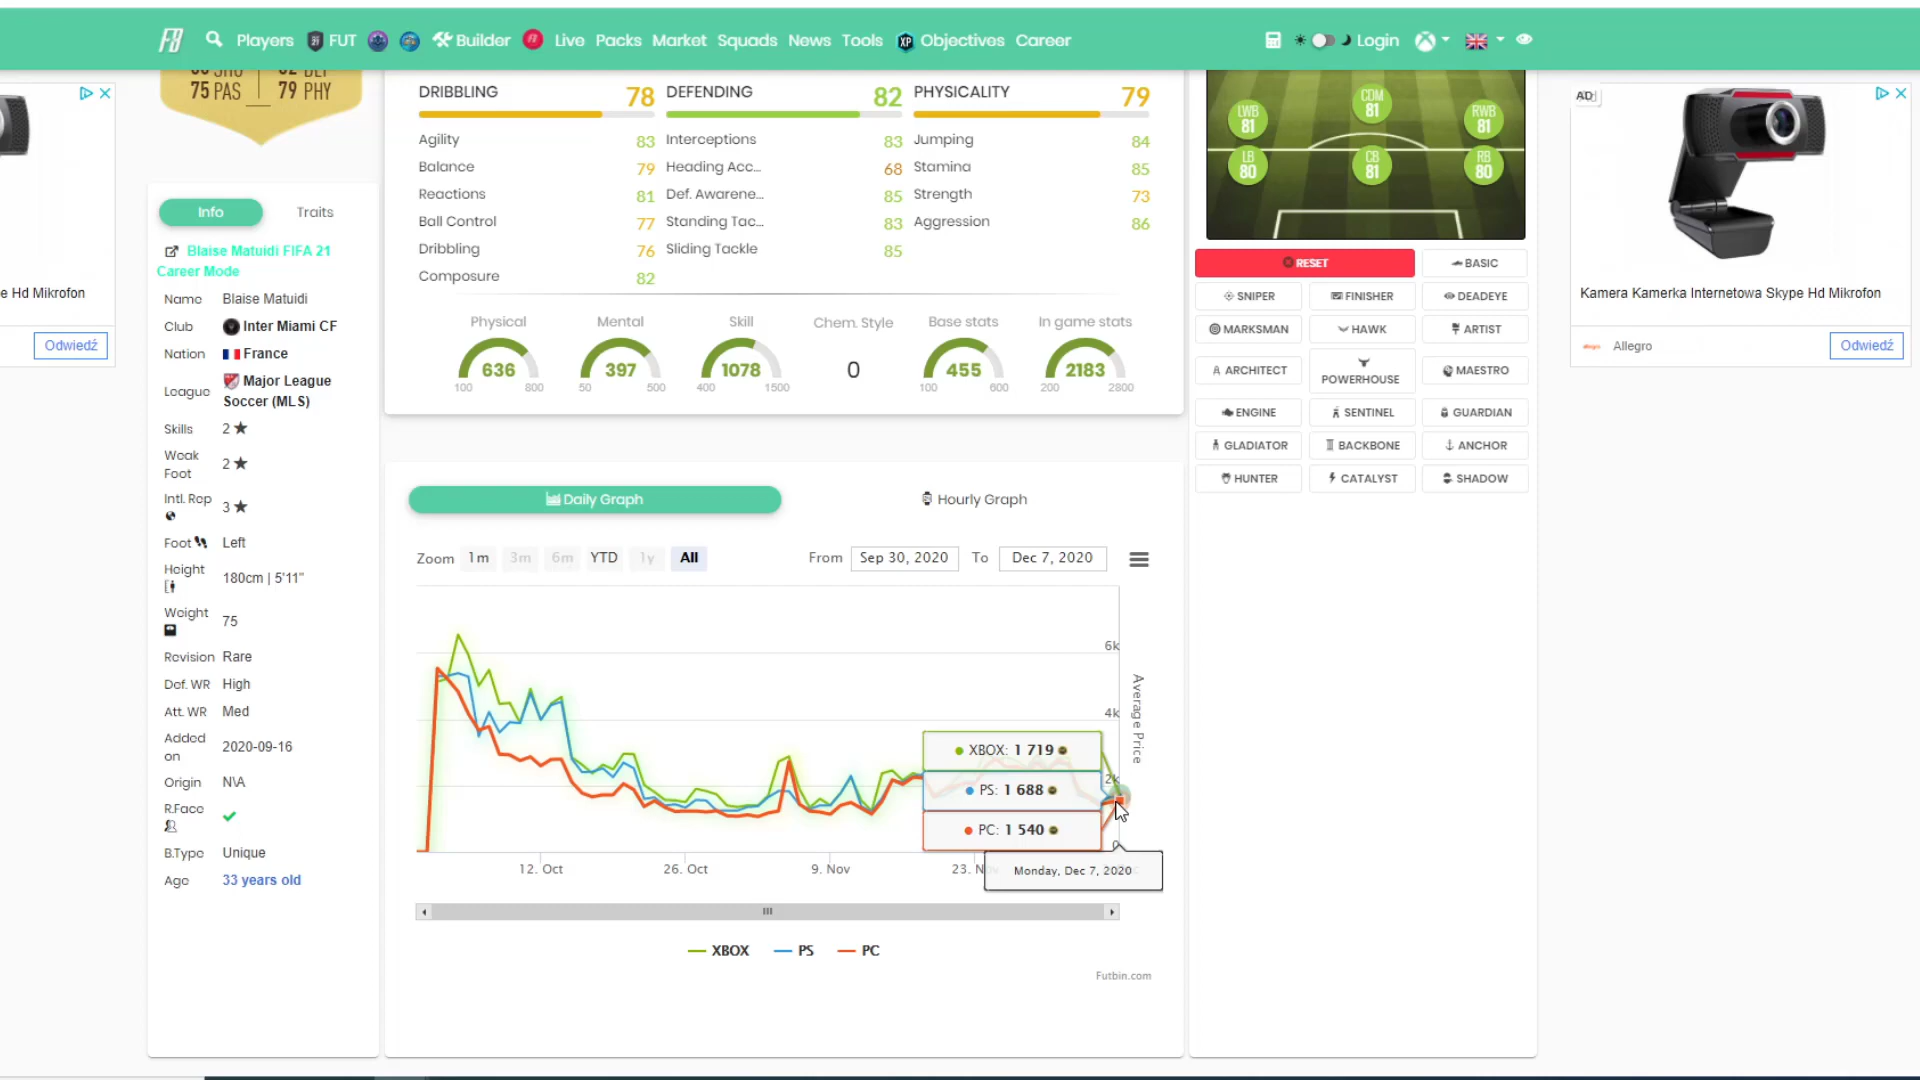 Players FUT Builder Live Packs Market Squads News Tools XP Objectives Career Login
75 PAS 79 PHY
e Hd Mikrofon
Odwiedź
Info Traits
Blaise Matuidi FIFA 21
Career Mode
Name Blaise Matuidi
Club Inter Miami CF
Nation France
League Major League
Soccer (MLS)
Skills 2
Weak
Foot 2
Intl. Rep 3
Foot Left
Height 180cm | 5'11"
Weight 75
Revision Rare
Def. WR High
Att. WR Med
Added
on 2020-09-16
Origin N\A
R.Face
B.Type Unique
Age 33 years old
DRIBBLING 78
Agility 83
Balance 79
Reactions 81
Ball Control 77
Dribbling 76
Composure 82
DEFENDING 82
Interceptions 83
Heading Acc... 68
Def. Awarene... 85
Standing Tac... 83
Sliding Tackle 85
PHYSICALITY 79
Jumping 84
Stamina 85
Strength 73
Aggression 86
Physical Mental Skill Chem. Style Base stats In game stats
636 397 1078 0 455 2183
100 800 50 500 400 1500 100 600 200 2800
Daily Graph Hourly Graph
Zoom 1m 3m 6m YTD 1y All From Sep 30, 2020 To Dec 7, 2020
6k
4k
2k
0
Average Price
XBOX: 1 719
PS: 1 688
PC: 1 540
Monday, Dec 7, 2020
12. Oct 26. Oct 9. Nov 23. N
XBOX PS PC
Futbin.com
LWB
81
CDM
81
RWB
81
LB
80
CB
81
RB
80
RESET BASIC
SNIPER FINISHER DEADEYE
MARKSMAN HAWK ARTIST
ARCHITECT POWERHOUSE MAESTRO
ENGINE SENTINEL GUARDIAN
GLADIATOR BACKBONE ANCHOR
HUNTER CATALYST SHADOW
AD
Kamera Kamerka Internetowa Skype Hd Mikrofon
allegro Allegro Odwiedź